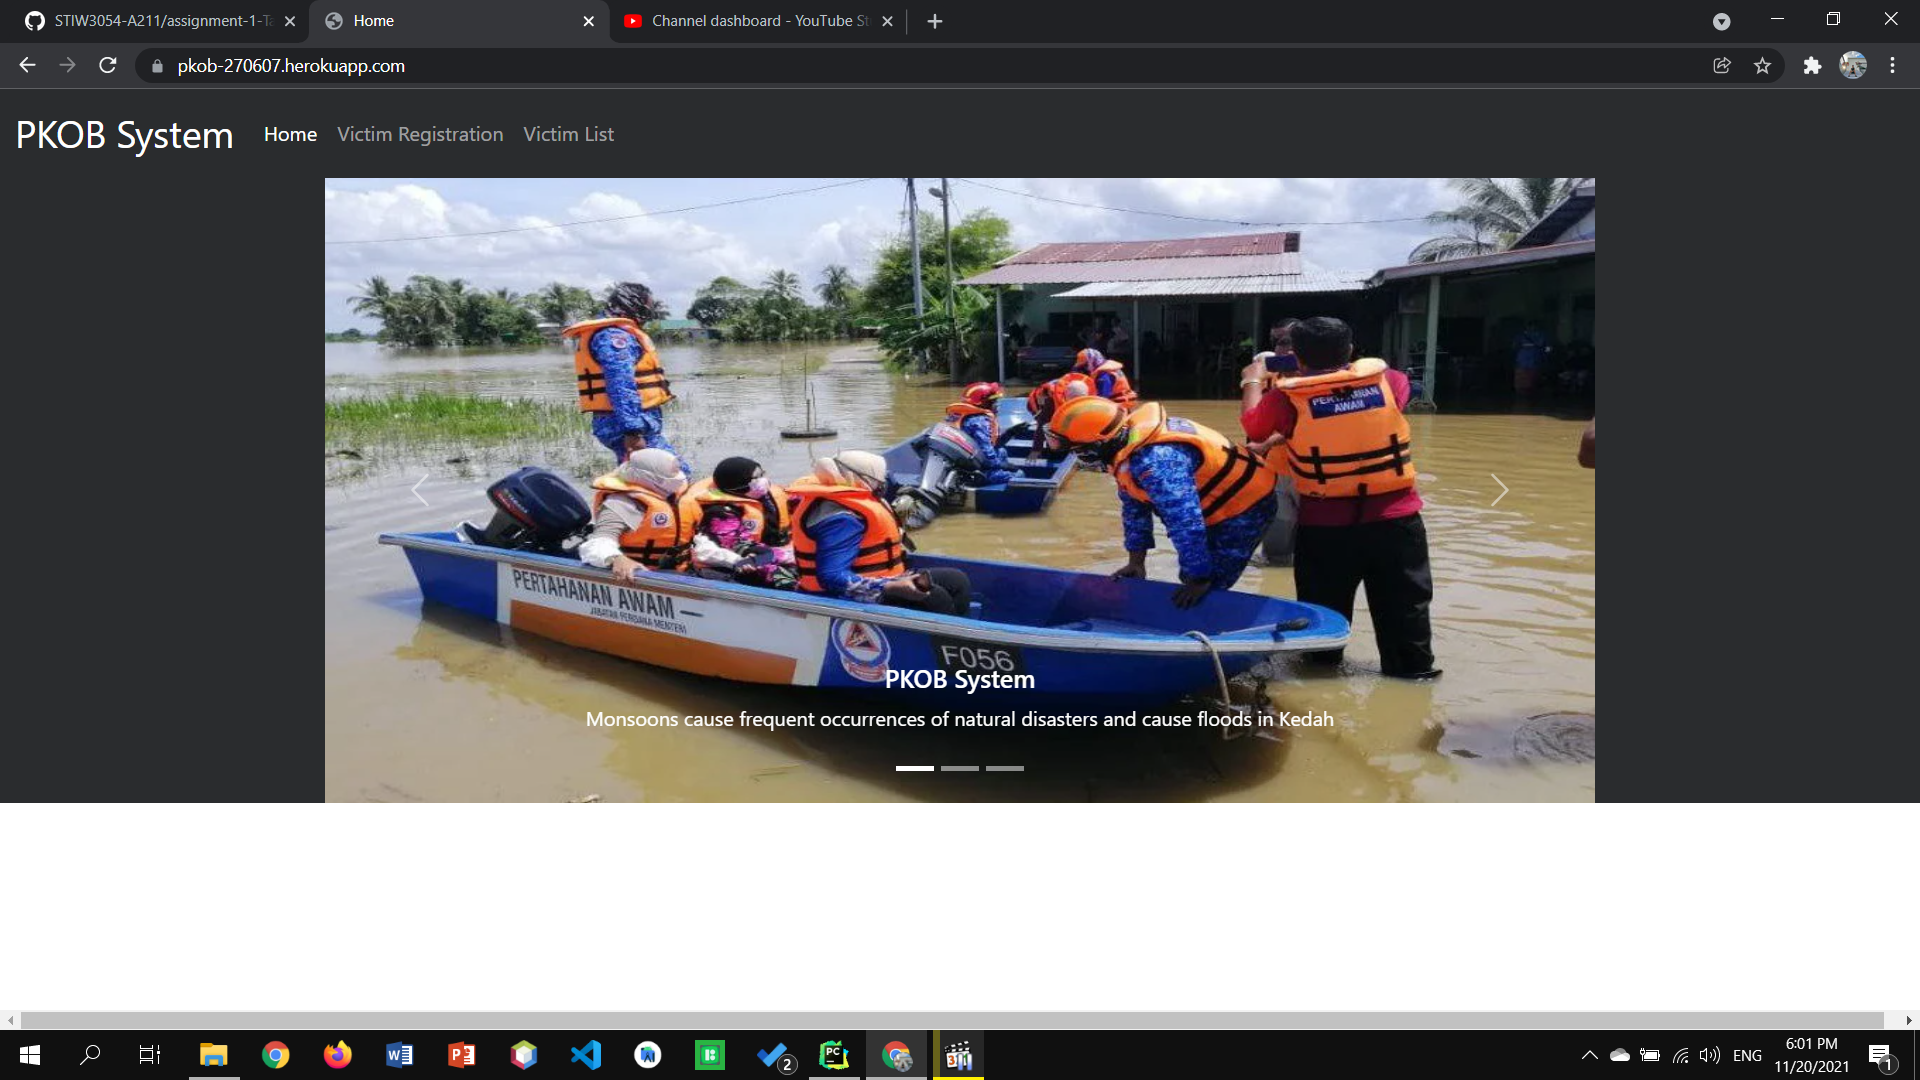 STIW3054-A211/assignment-1-Ta
Home
Channel dashboard - YouTube St
pkob-270607.herokuapp.com
PKOB System
Home
Victim Registration
Victim List
PERTAHANAN
AWAM
PERTAHANAN AWAM
JABATAN PERDANA MENTERI
F056
PKOB System
Monsoons cause frequent occurrences of natural disasters and cause floods in Kedah
2
PC
ENG
6:01 PM
11/20/2021
1